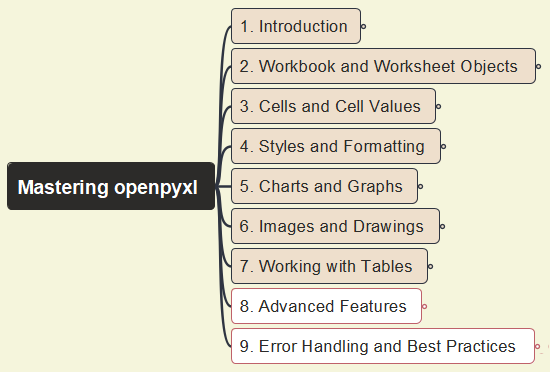 Mastering openpyxl
1. Introduction
2. Workbook and Worksheet Objects
3. Cells and Cell Values
4. Styles and Formatting
5. Charts and Graphs
6. Images and Drawings
7. Working with Tables
8. Advanced Features
9. Error Handling and Best Practices